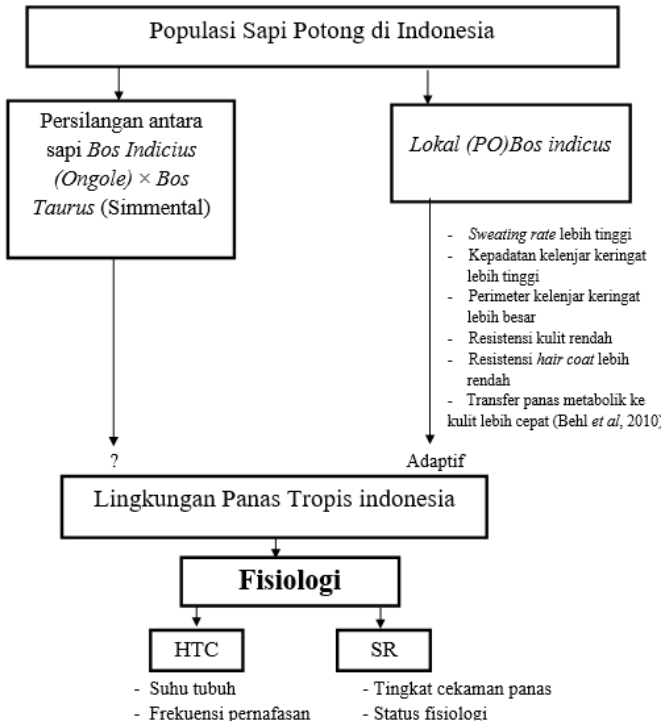 Populasi Sapi Potong di Indonesia
Persilangan antara
sapi Bos Indicius
(Ongole) × Bos
Taurus (Simmental)
Lokal (PO)Bos indicus
- Sweating rate lebih tinggi
- Kepadatan kelenjar keringat
lebih tinggi
- Perimeter kelenjar keringat
lebih besar
- Resistensi kulit rendah
- Resistensi hair coat lebih
rendah
- Transfer panas metabolik ke
kulit lebih cepat (Behl et al, 2010)
?
Adaptif
Lingkungan Panas Tropis indonesia
Fisiologi
HTC
- Suhu tubuh
- Frekuensi pernafasan
SR
- Tingkat cekaman panas
- Status fisiologi